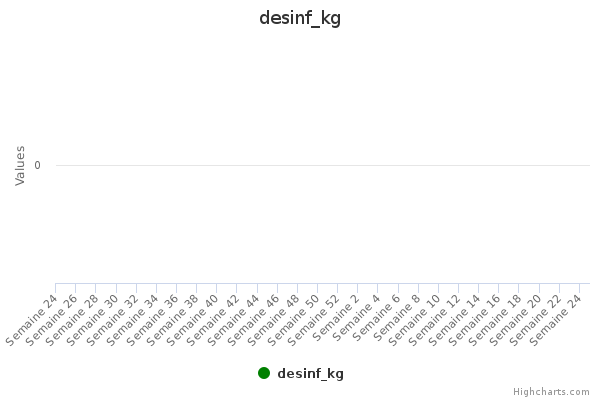 desinf_kg
Values
0
Semaine 24
Semaine 26
Semaine 28
Semaine 30
Semaine 32
Semaine 34
Semaine 36
Semaine 38
Semaine 40
Semaine 42
Semaine 44
Semaine 46
Semaine 48
Semaine 50
Semaine 52
Semaine 2
Semaine 4
Semaine 6
Semaine 8
Semaine 10
Semaine 12
Semaine 14
Semaine 16
Semaine 18
Semaine 20
Semaine 22
Semaine 24
desinf_kg
Highcharts.com